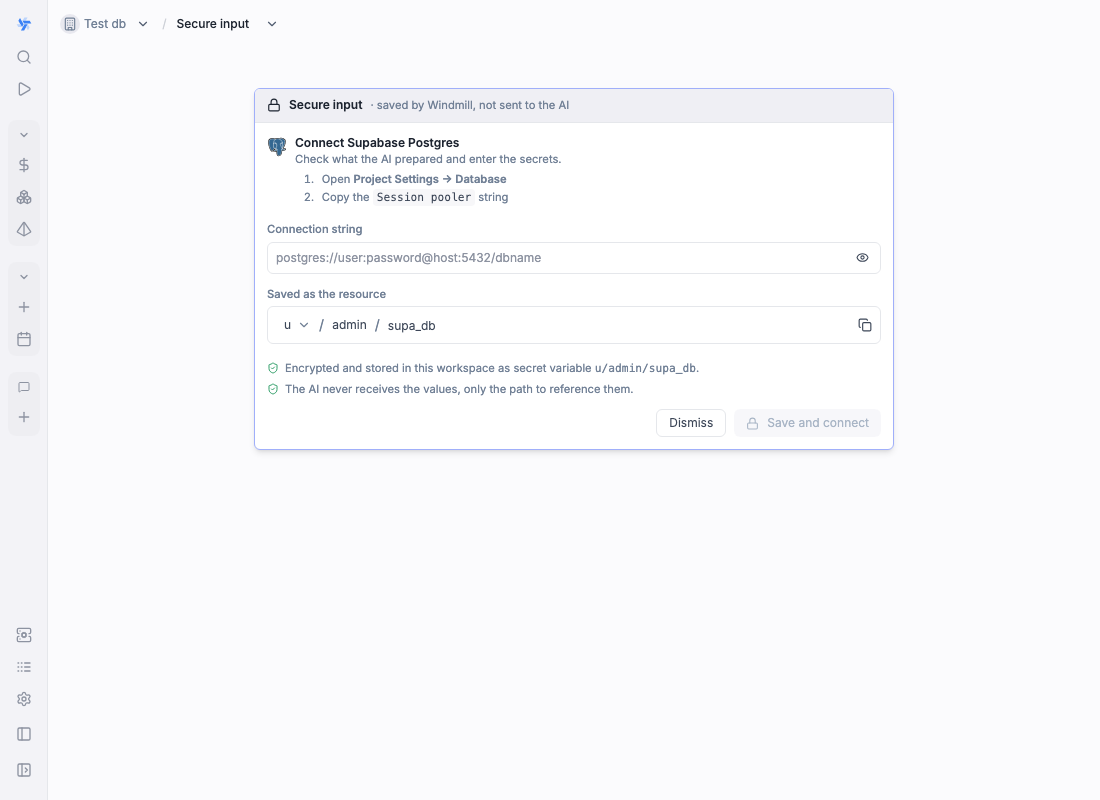 Test db / Secure input
Secure input · saved by Windmill, not sent to the AI
Connect Supabase Postgres
Check what the AI prepared and enter the secrets.
1. Open Project Settings → Database
2. Copy the Session pooler string
Connection string
postgres://user:password@host:5432/dbname
Saved as the resource
u / admin / supa_db
Encrypted and stored in this workspace as secret variable u/admin/supa_db.
The AI never receives the values, only the path to reference them.
Dismiss Save and connect